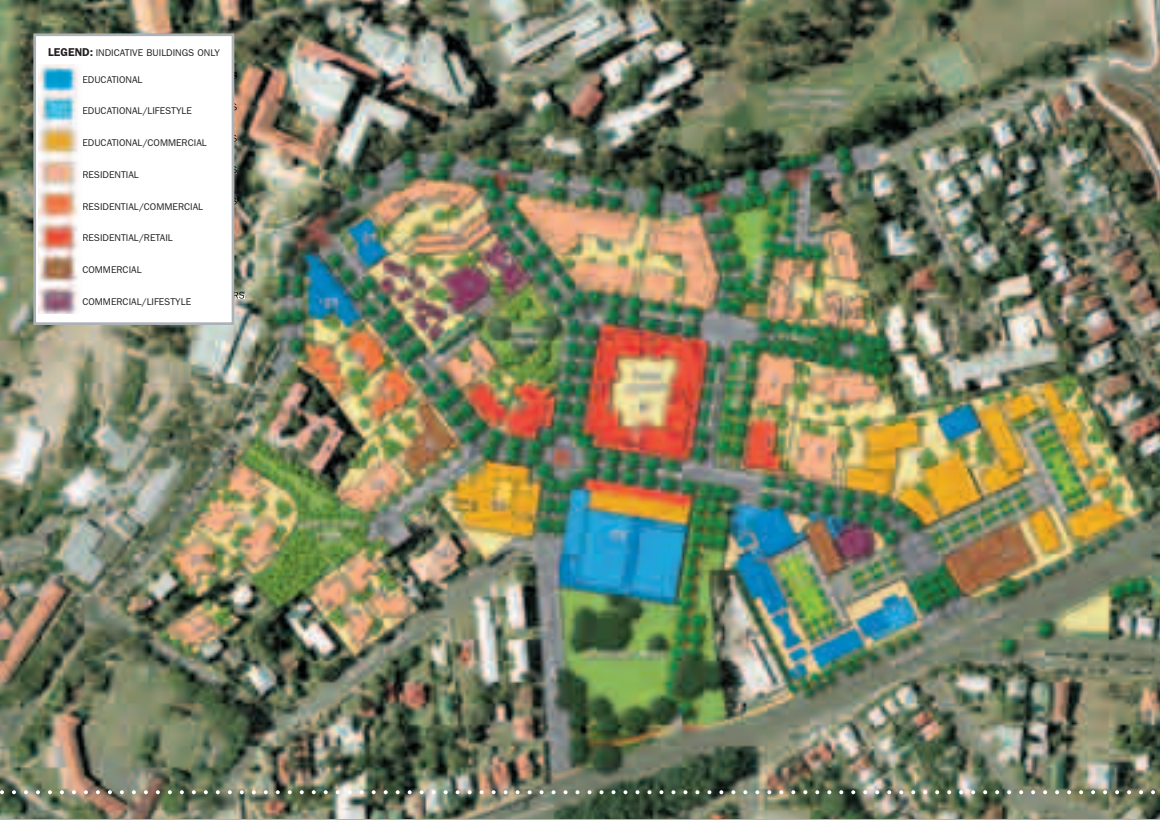 LEGEND: INDICATIVE BUILDINGS ONLY
EDUCATIONAL
EDUCATIONAL/LIFESTYLE
EDUCATIONAL/COMMERCIAL
RESIDENTIAL
RESIDENTIAL/COMMERCIAL
RESIDENTIAL/RETAIL
COMMERCIAL
COMMERCIAL/LIFESTYLE